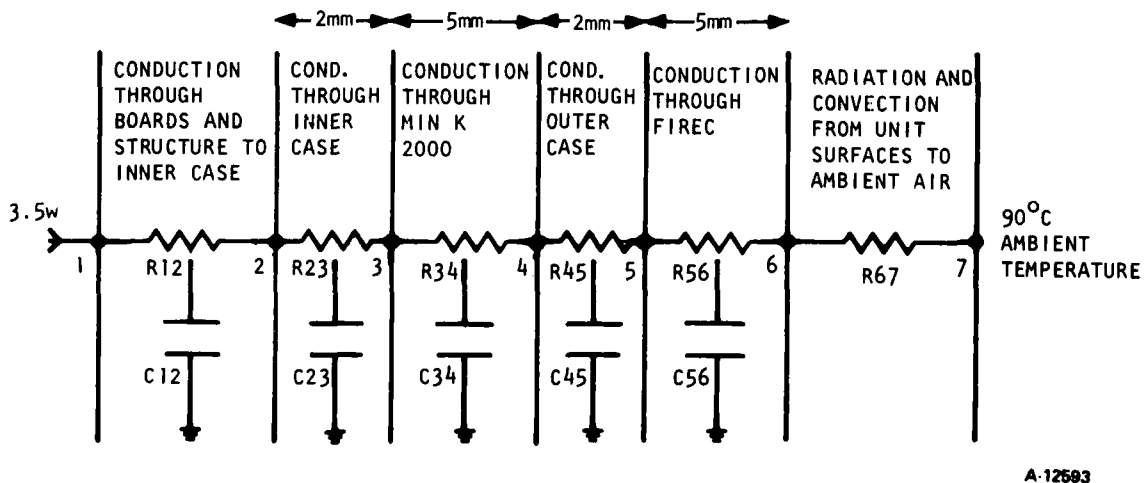 2mm 5mm 2mm 5mm
CONDUCTION
THROUGH
BOARDS AND
STRUCTURE TO
INNER CASE
COND.
THROUGH
INNER
CASE
CONDUCTION
THROUGH
MIN K
2000
COND.
THROUGH
OUTER
CASE
CONDUCTION
THROUGH
FIREC
RADIATION AND
CONVECTION
FROM UNIT
SURFACES TO
AMBIENT AIR
3.5w
90°C
AMBIENT
TEMPERATURE
1 R12 2 R23 3 R34 4 R45 5 R56 6 R67 7
C12 C23 C34 C45 C56
A-12593